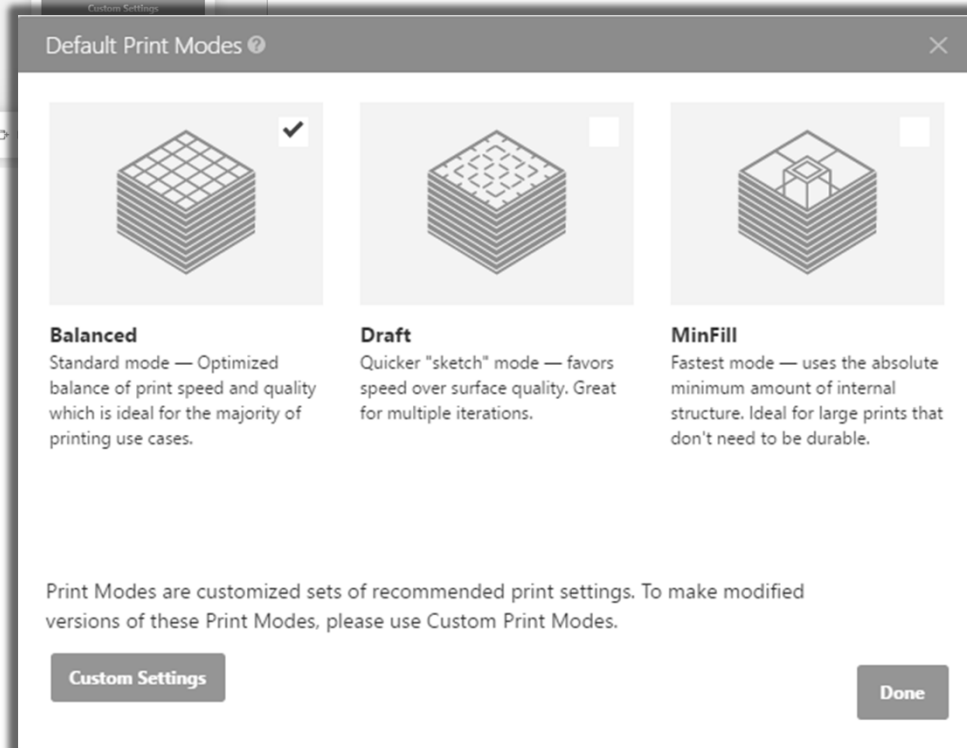 Custom Settings
Default Print Modes ?
Balanced
Standard mode — Optimized
balance of print speed and quality
which is ideal for the majority of
printing use cases.
Draft
Quicker "sketch" mode — favors
speed over surface quality. Great
for multiple iterations.
MinFill
Fastest mode — uses the absolute
minimum amount of internal
structure. Ideal for large prints that
don't need to be durable.
Print Modes are customized sets of recommended print settings. To make modified
versions of these Print Modes, please use Custom Print Modes.
Custom Settings
Done